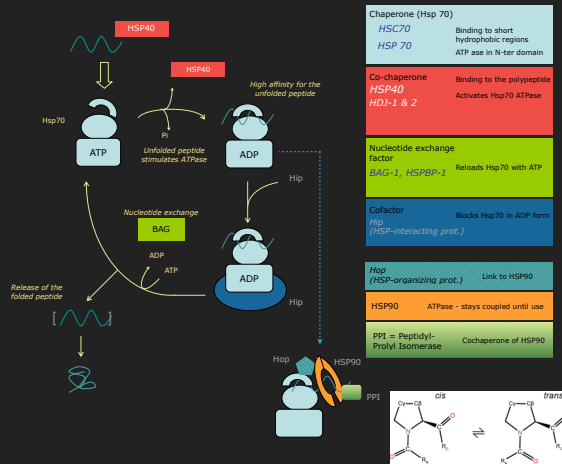 HSP40
HSP40
High affinity for the
unfolded peptide
Hsp70
ATP
Pi
Unfolded peptide
stimulates ATPase
ADP
Hip
Nucleotide exchange
BAG
ADP
ATP
ADP
Hip
Release of the
folded peptide
[ ]
Hop
HSP90
PPI
Chaperone (Hsp 70)
HSC70
HSP 70
Binding to short
hydrophobic regions
ATP ase in N-ter domain
Co-chaperone
HSP40
HDJ-1 & 2
Binding to the polypeptide
Activates Hsp70 ATPase
Nucleotide exchange
factor
BAG-1, HSPBP-1
Reloads Hsp70 with ATP
Cofactor
Hip
(HSP-interacting prot.)
Blocks Hsp70 in ADP form
Hop
(HSP-organizing prot.)
Link to HSP90
HSP90
ATPase - stays coupled until use
PPI = Peptidyl-
Prolyl Isomerase
Cochaperone of HSP90
cis
trans
Cγ Cβ
N
C
O
C
O
Cγ Cβ
N
C
O
C